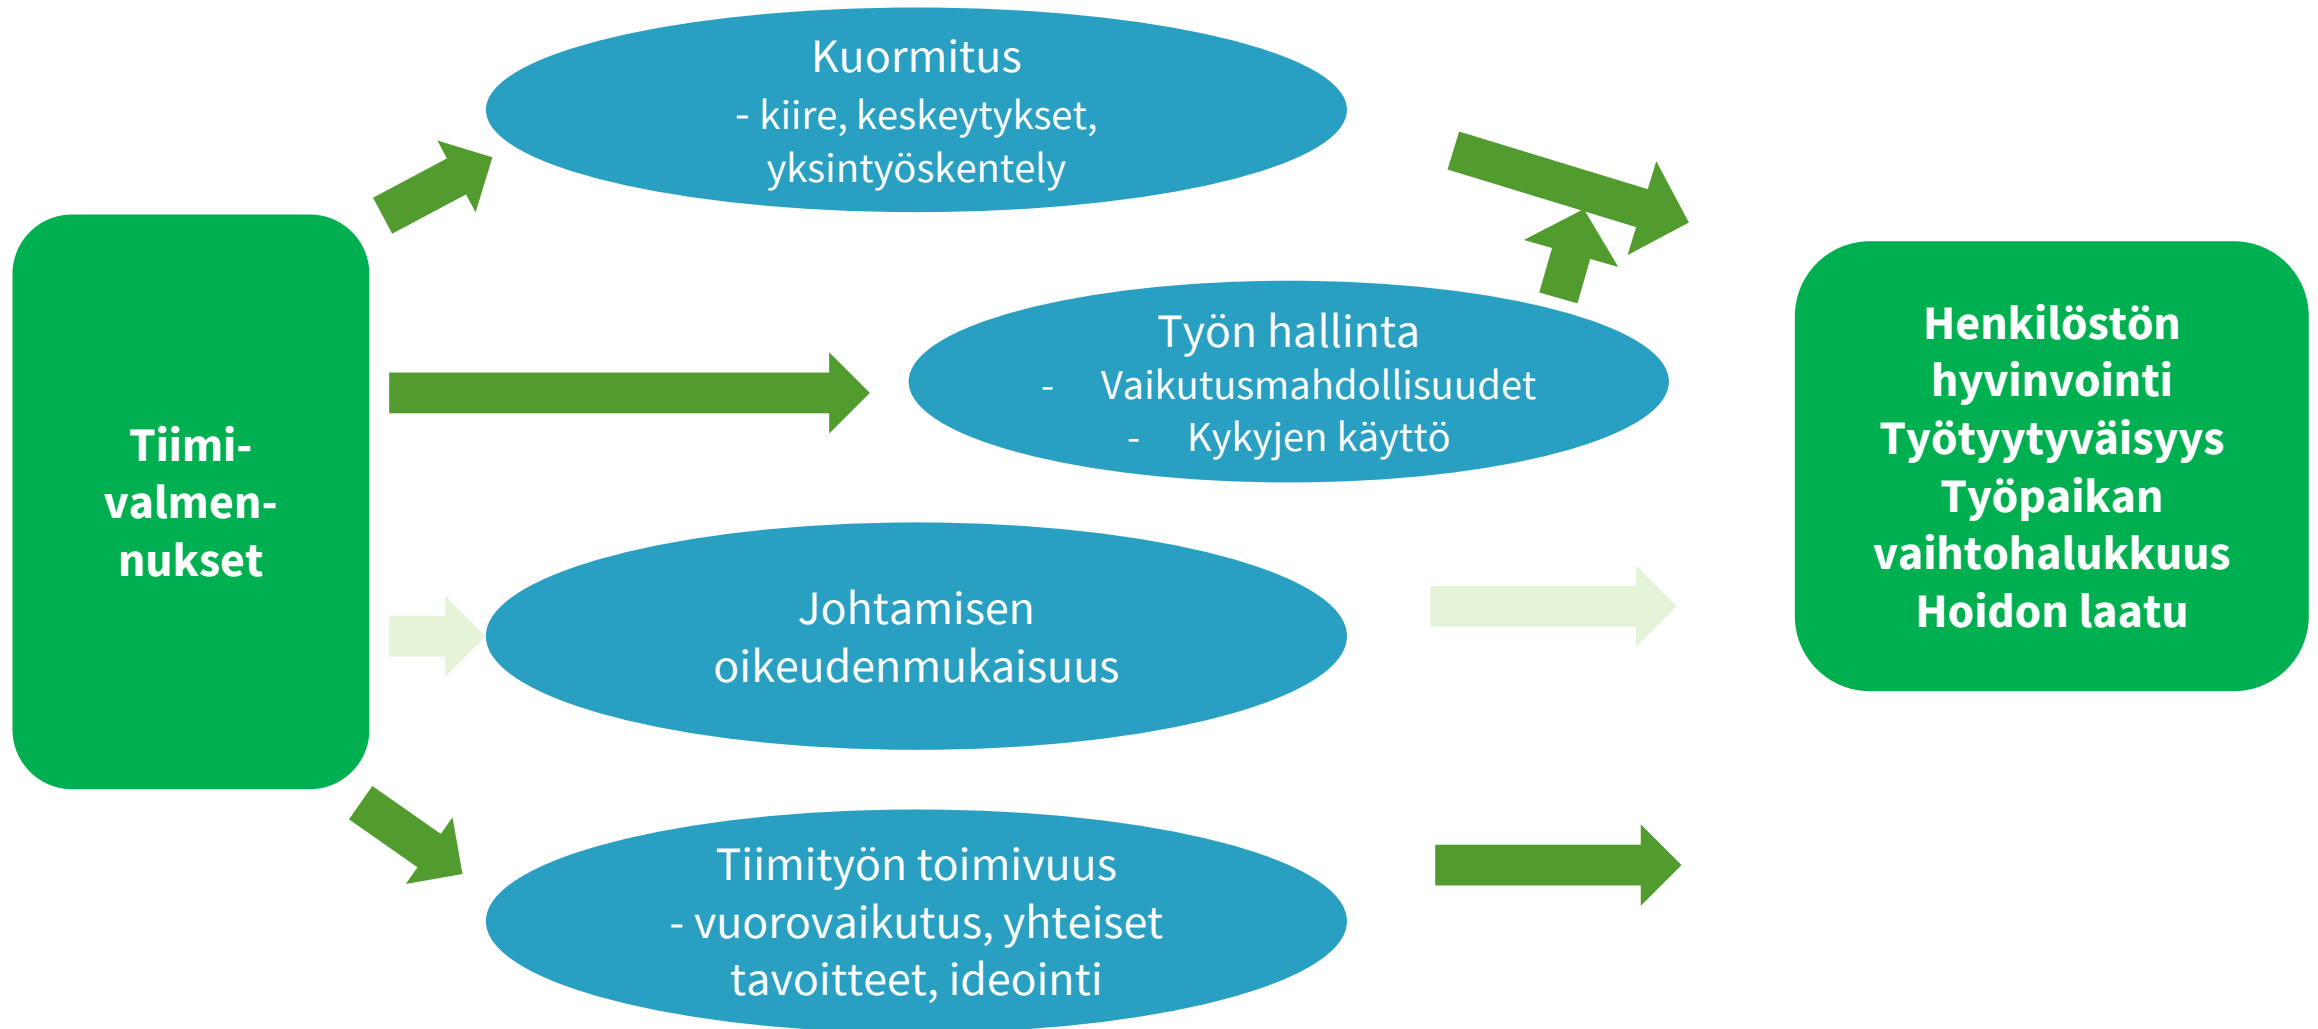 Kuormitus
- kiire, keskeytykset,
yksintyöskentely
Tiimi-
valmen-
nukset
Työn hallinta
- Vaikutusmahdollisuudet
- Kykyjen käyttö
Johtamisen
oikeudenmukaisuus
Tiimityön toimivuus
- vuorovaikutus, yhteiset
tavoitteet, ideointi
Henkilöstön
hyvinvointi
Työtyytyväisyys
Työpaikan
vaihtohalukkuus
Hoidon laatu